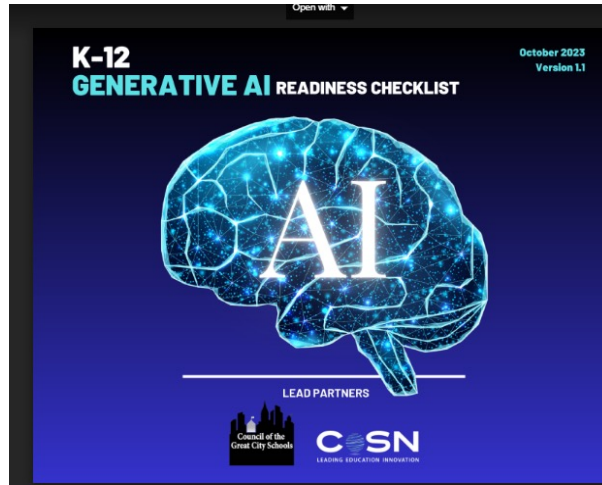 Open with
K-12
GENERATIVE AI READINESS CHECKLIST
October 2023
Version 1.1
AI
LEAD PARTNERS
Council of the
Great City Schools
COSN
LEADING EDUCATION INNOVATION